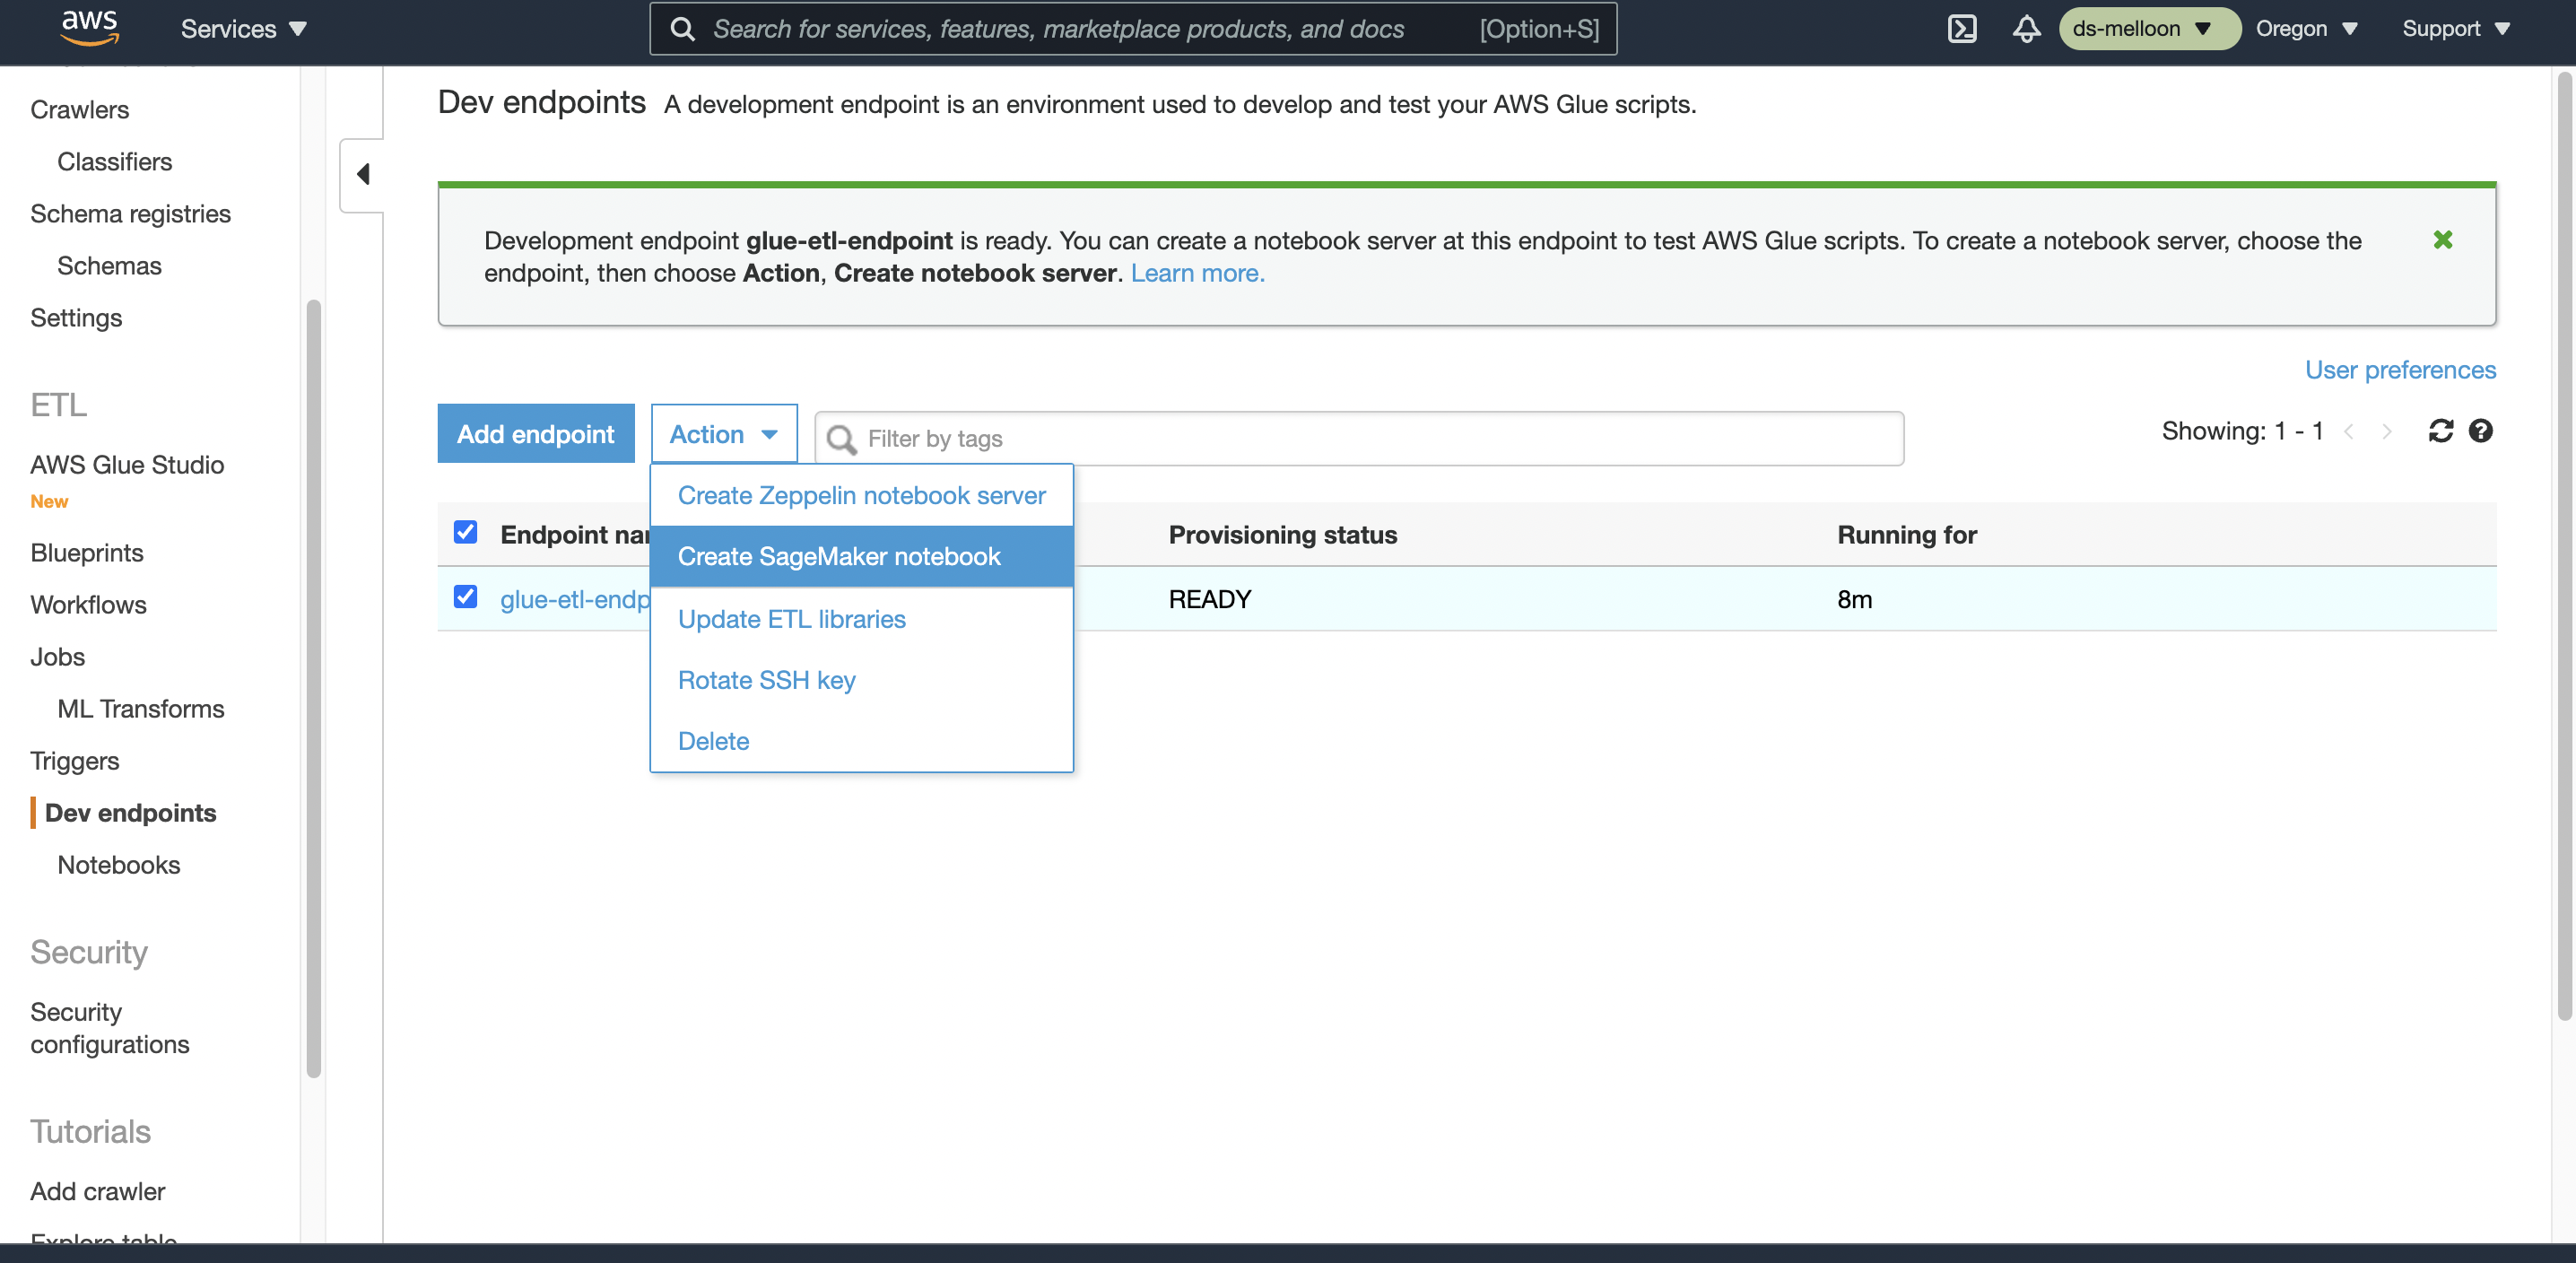 aws
Services
Search for services, features, marketplace products, and docs [Option+S]
ds-melloon
Oregon
Support
Crawlers
Classifiers
Schema registries
Schemas
Settings
ETL
AWS Glue Studio
New
Blueprints
Workflows
Jobs
ML Transforms
Triggers
Dev endpoints
Notebooks
Security
Security
configurations
Tutorials
Add crawler
Explore table
Dev endpoints A development endpoint is an environment used to develop and test your AWS Glue scripts.
Development endpoint glue-etl-endpoint is ready. You can create a notebook server at this endpoint to test AWS Glue scripts. To create a notebook server, choose the
endpoint, then choose Action, Create notebook server. Learn more.
User preferences
Add endpoint
Action
Filter by tags
Showing: 1 - 1
Create Zeppelin notebook server
Create SageMaker notebook
Update ETL libraries
Rotate SSH key
Delete
Endpoint nar Provisioning status Running for
glue-etl-endp READY 8m